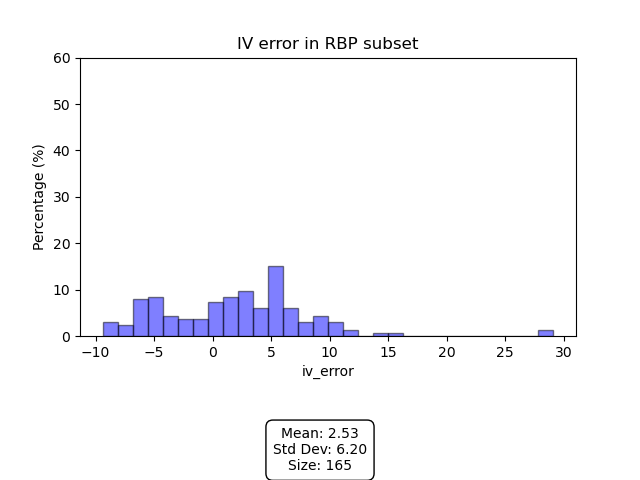 IV error in RBP subset
60
50
40
30
20
10
0
Percentage (%)
−10 −5 0 5 10 15 20 25 30
iv_error
Mean: 2.53
Std Dev: 6.20
Size: 165